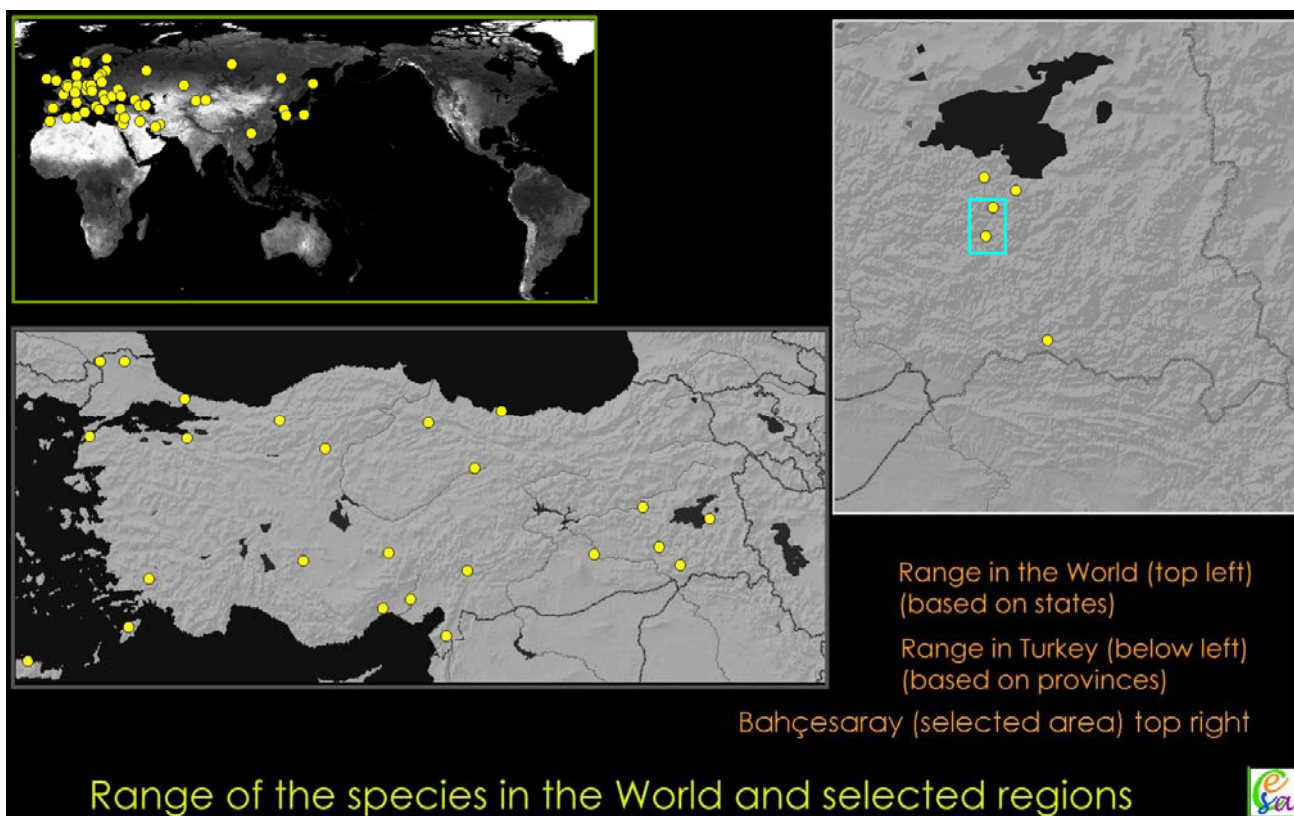 Range in the World (top left)
(based on states)
Range in Turkey (below left)
(based on provinces)
Bahçesaray (selected area) top right
Range of the species in the World and selected regions
Cesa